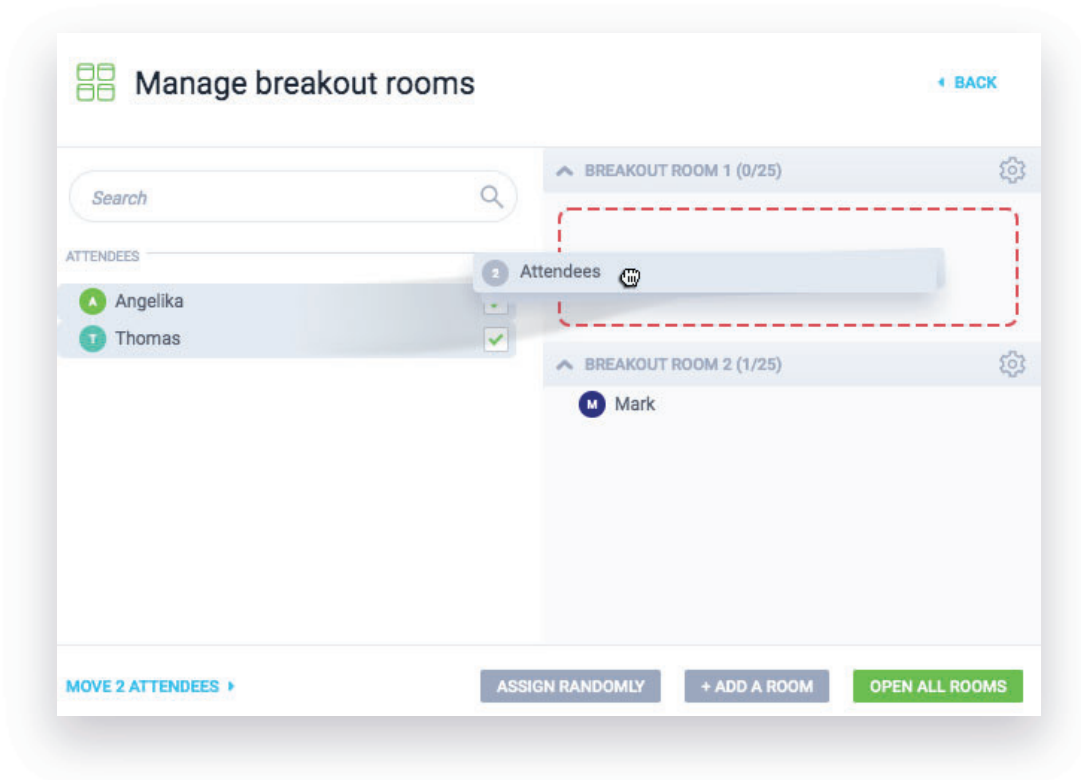 Manage breakout rooms
BACK
Search
ATTENDEES
A Angelika
T Thomas
BREAKOUT ROOM 1 (0/25)
2 Attendees
BREAKOUT ROOM 2 (1/25)
M Mark
MOVE 2 ATTENDEES
ASSIGN RANDOMLY
+ ADD A ROOM
OPEN ALL ROOMS